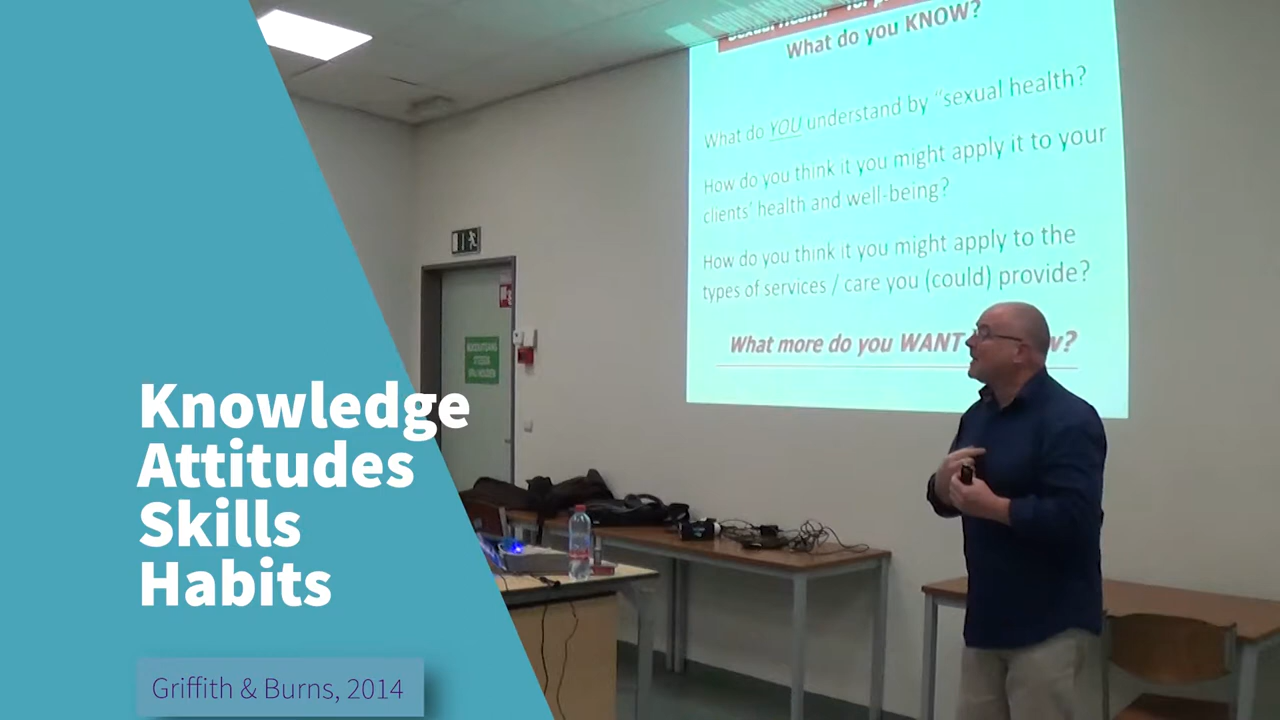 Knowledge
Attitudes
Skills
Habits
Griffith & Burns, 2014
Sexual Health
What do you KNOW?
What do YOU understand by “sexual health?
How do you think it you might apply it to your
clients’ health and well-being?
How do you think it you might apply to the
types of services / care you (could) provide?
What more do you WANT